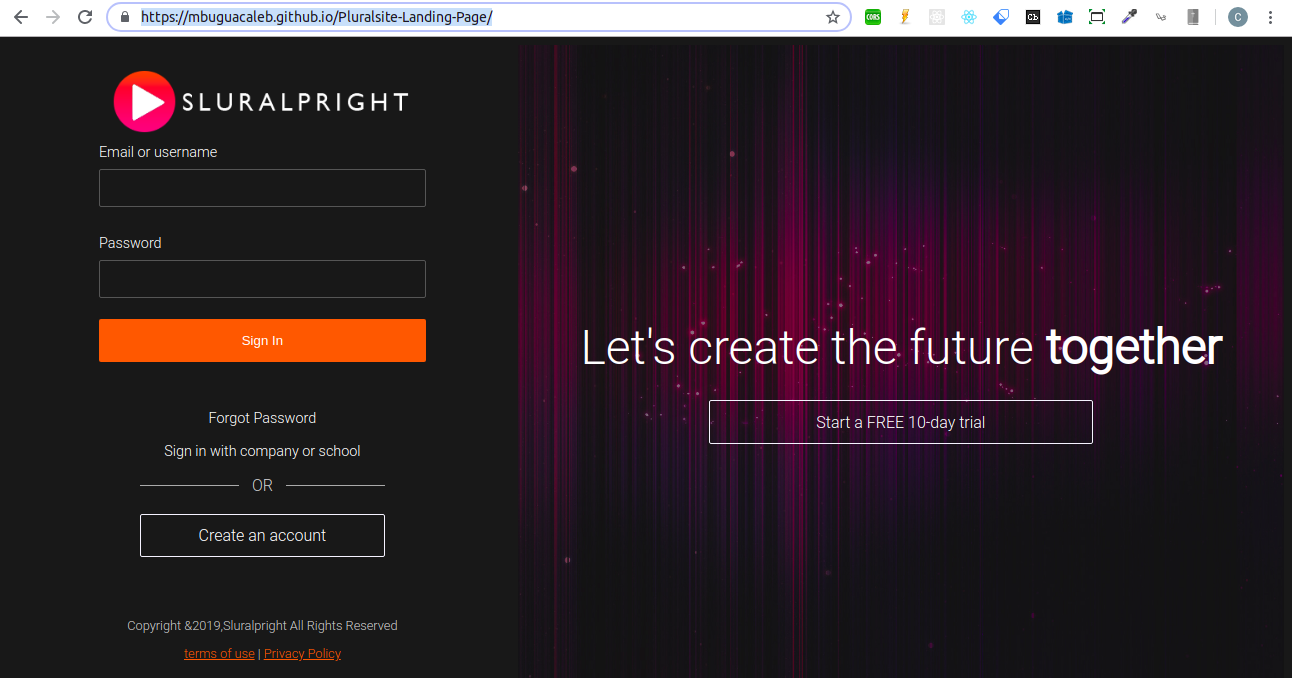 https://mbuguacaleb.github.io/Pluralsite-Landing-Page/
CORS
Cb
C
SLURALPRIGHT
Email or username
Password
Sign In
Forgot Password
Sign in with company or school
OR
Create an account
Copyright &2019,Sluralpright All Rights Reserved
terms of use | Privacy Policy
Let's create the future together
Start a FREE 10-day trial